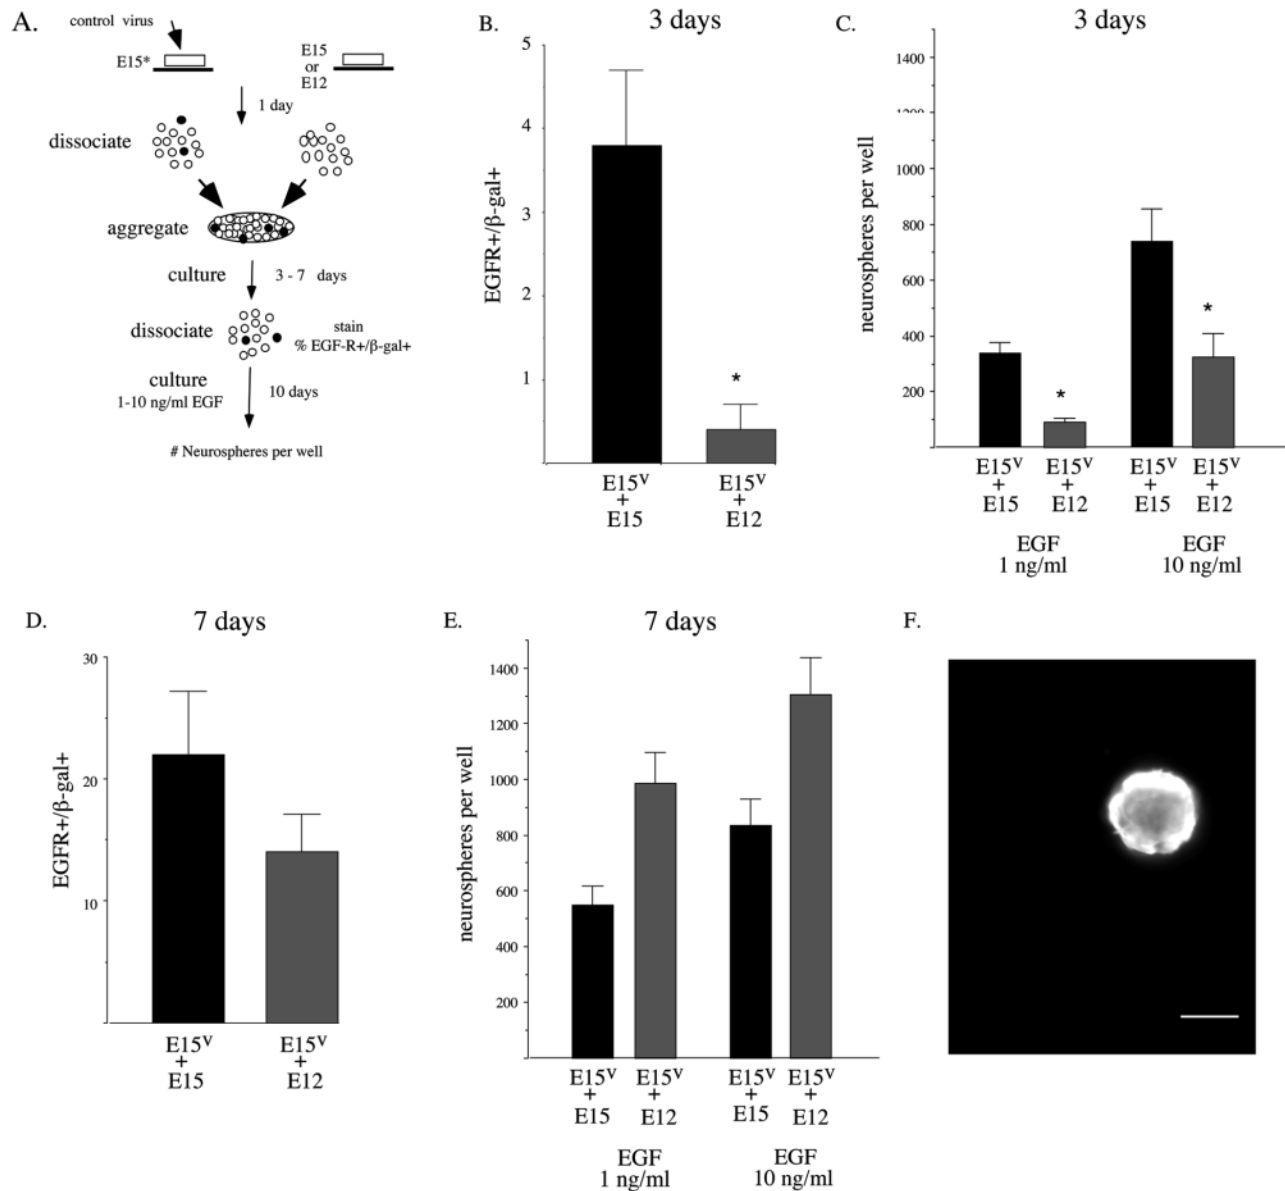 A.
control virus
E15*
E15
or
E12
1 day
dissociate
aggregate
culture
3 - 7 days
dissociate
stain
% EGF-R+/β-gal+
culture
1-10 ng/ml EGF
10 days
# Neurospheres per well
B.
3 days
EGFR+/β-gal+
5
4
3
2
1
*
E15V
+
E15
E15V
+
E12
C.
3 days
neurospheres per well
1400
1200
1000
800
600
400
200
*
*
E15V
+
E15
E15V
+
E12
E15V
+
E15
E15V
+
E12
EGF
1 ng/ml
EGF
10 ng/ml
D.
7 days
EGFR+/β-gal+
30
20
10
E15V
+
E15
E15V
+
E12
E.
7 days
neurospheres per well
1400
1200
1000
800
600
400
200
E15V
+
E15
E15V
+
E12
E15V
+
E15
E15V
+
E12
EGF
1 ng/ml
EGF
10 ng/ml
F.